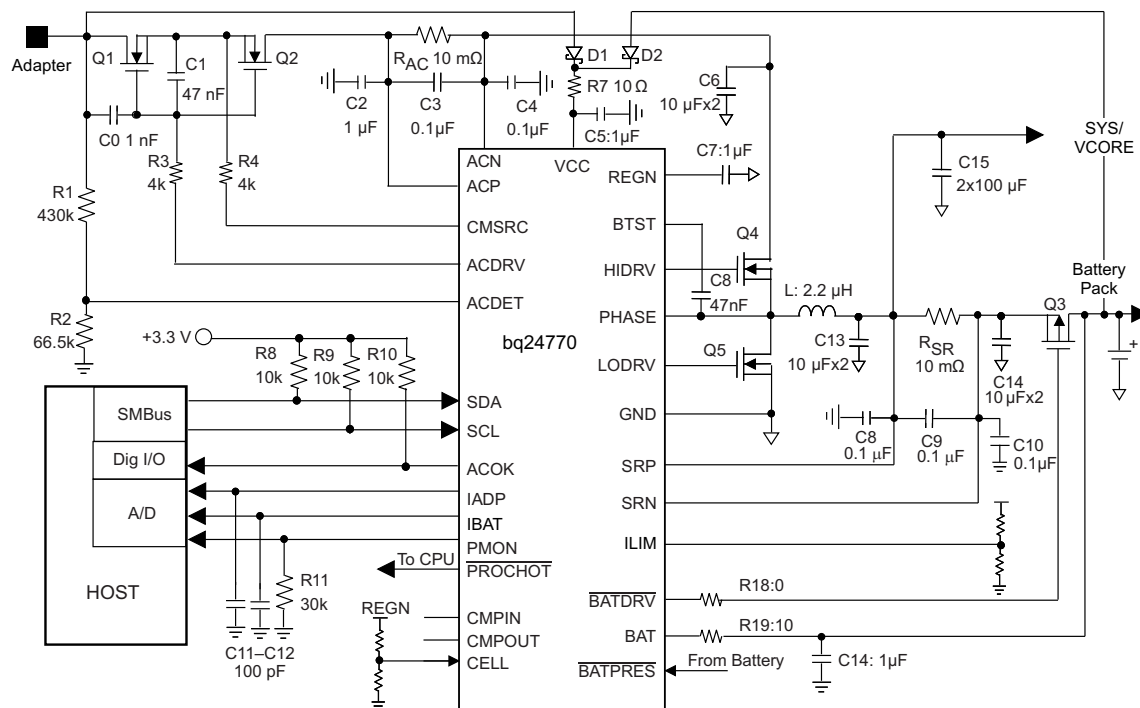 Adapter
Q1
C1
47 nF
Q2
C0 1 nF
R3
4k
R4
4k
R1
430k
R2
66.5k
RAC 10 mΩ
C2
1 µF
C3
0.1µF
C4
0.1µF
D1
D2
R7 10 Ω
C5:1µF
C6
10 µFx2
C7:1µF
SYS/
VCORE
C15
2x100 µF
ACN
ACP
CMSRC
ACDRV
ACDET
VCC
REGN
BTST
HIDRV
PHASE
LODRV
GND
SRP
SRN
ILIM
BATDRV
BAT
BATPRES
bq24770
Q4
C8
47nF
L: 2.2 µH
Q5
C13
10 µFx2
RSR
10 mΩ
C14
10 µFx2
Q3
Battery
Pack
+
C8
0.1 µF
C9
0.1 µF
C10
0.1µF
+3.3 V
R8
10k
R9
10k
R10
10k
SMBus
Dig I/O
A/D
HOST
SDA
SCL
ACOK
IADP
IBAT
PMON
PROCHOT
CMPIN
CMPOUT
CELL
To CPU
R11
30k
REGN
C11–C12
100 pF
R18:0
R19:10
C14: 1µF
From Battery